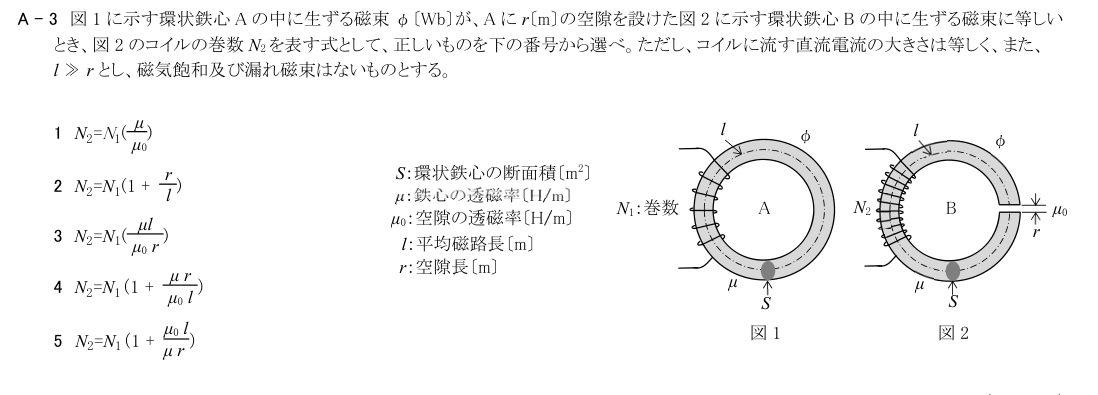 A－3 図1に示す環状鉄心Aの中に生ずる磁束 φ〔Wb〕が、Aにr〔m〕の空隙を設けた図2に示す環状鉄心Bの中に生ずる磁束に等しい
とき、図2のコイルの巻数N₂を表す式として、正しいものを下の番号から選べ。ただし、コイルに流す直流電流の大きさは等しく、また、
l ≫ rとし、磁気飽和及び漏れ磁束はないものとする。
1 N₂=N₁(μ/μ₀)
2 N₂=N₁(1 + r/l)
3 N₂=N₁(μl/μ₀ r)
4 N₂=N₁(1 + μ r/μ₀ l)
5 N₂=N₁(1 + μ₀ l/μ r)
S:環状鉄心の断面積〔m²〕
μ:鉄心の透磁率〔H/m〕
μ₀:空隙の透磁率〔H/m〕
l:平均磁路長〔m〕
r:空隙長〔m〕
l
φ
N₁:巻数
A
μ
S
図1
l
φ
N₂
B
μ₀
r
μ
S
図2